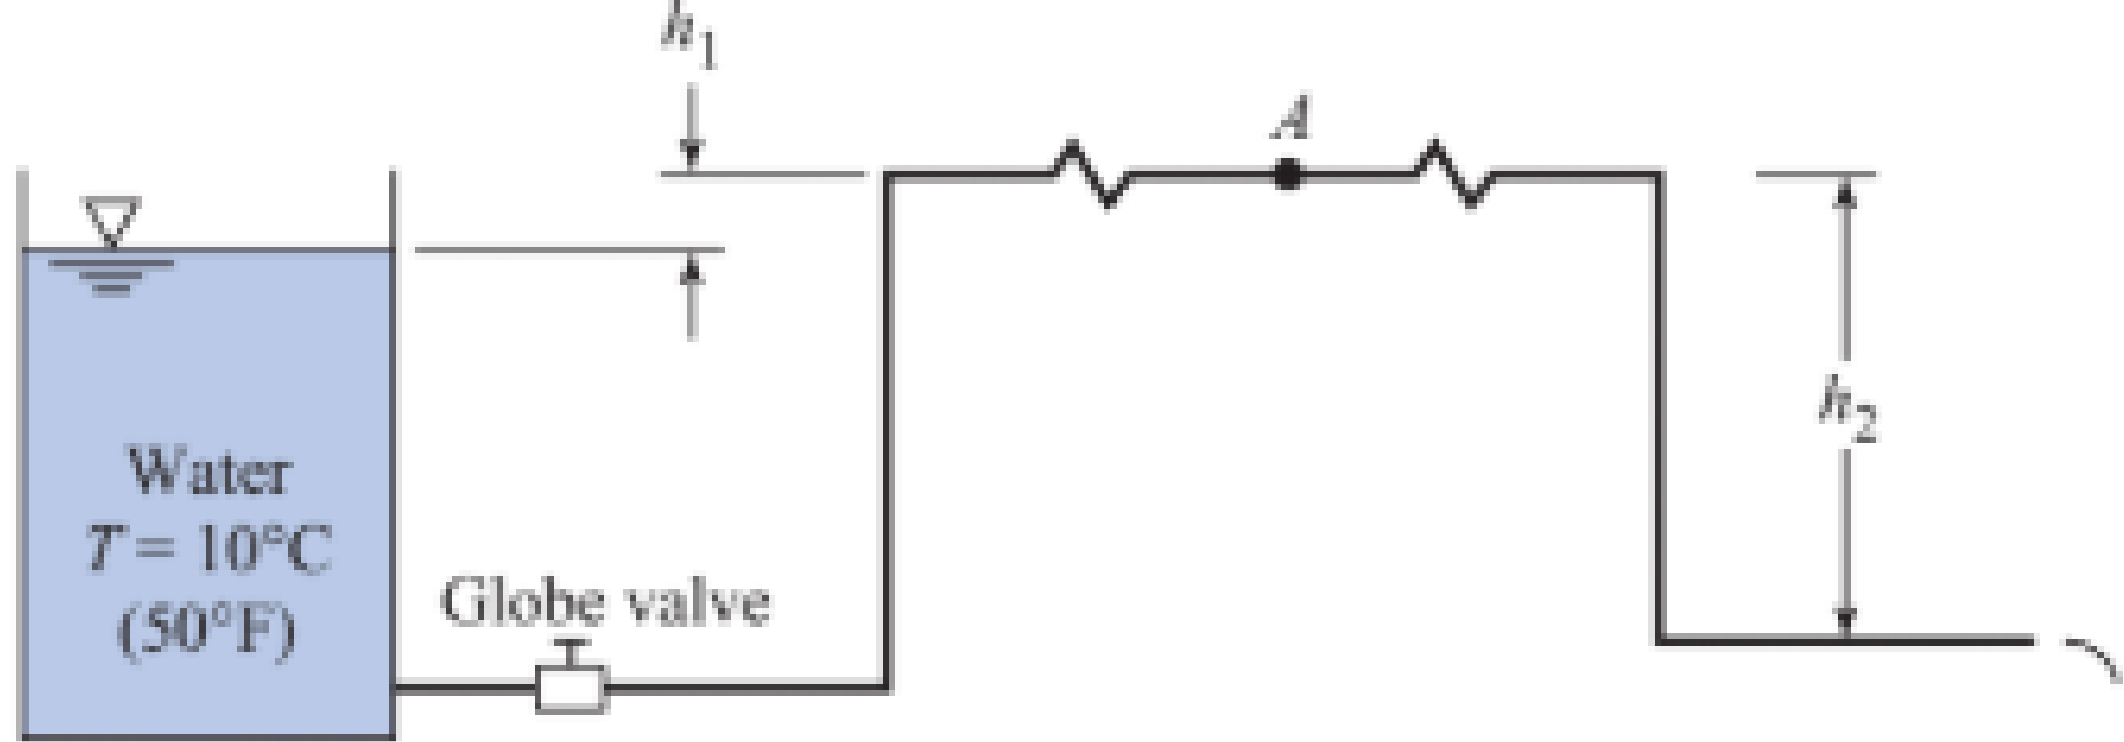 h₁
A
h₂
Water
T = 10°C
(50°F)
Globe valve